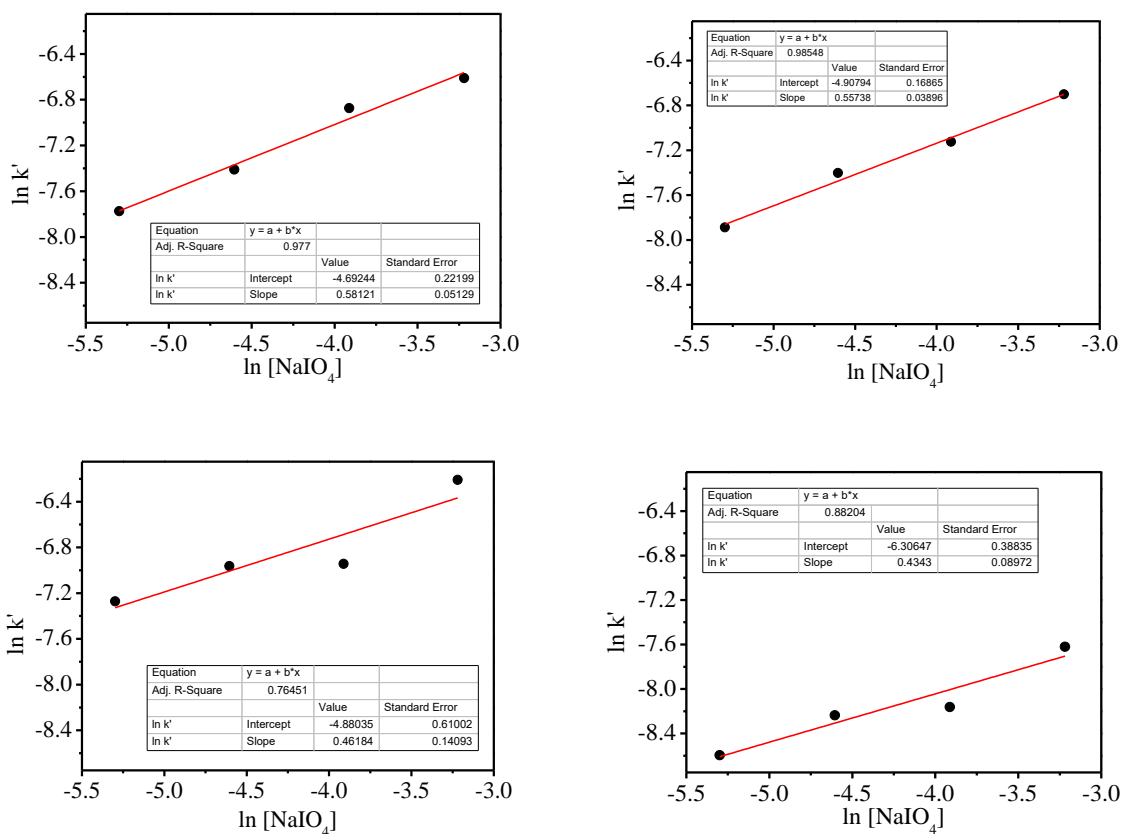 -6.4
-6.8
-7.2
-7.6
-8.0
-8.4
ln k'
Equation y = a + b*x
Adj. R-Square 0.977
Value Standard Error
ln k' Intercept -4.69244 0.22199
ln k' Slope 0.58121 0.05129
-5.5 -5.0 -4.5 -4.0 -3.5 -3.0
ln [NaIO4]
Equation y = a + b*x
Adj. R-Square 0.98548
Value Standard Error
ln k' Intercept -4.90794 0.16865
ln k' Slope 0.55738 0.03896
-6.4
-6.8
-7.2
-7.6
-8.0
-8.4
ln k'
-5.5 -5.0 -4.5 -4.0 -3.5 -3.0
ln [NaIO4]
-6.4
-6.8
-7.2
-7.6
-8.0
-8.4
ln k'
Equation y = a + b*x
Adj. R-Square 0.76451
Value Standard Error
ln k' Intercept -4.88035 0.61002
ln k' Slope 0.46184 0.14093
-5.5 -5.0 -4.5 -4.0 -3.5 -3.0
ln [NaIO4]
Equation y = a + b*x
Adj. R-Square 0.88204
Value Standard Error
ln k' Intercept -6.30647 0.38835
ln k' Slope 0.4343 0.08972
-6.4
-6.8
-7.2
-7.6
-8.0
-8.4
ln k'
-5.5 -5.0 -4.5 -4.0 -3.5 -3.0
ln [NaIO4]